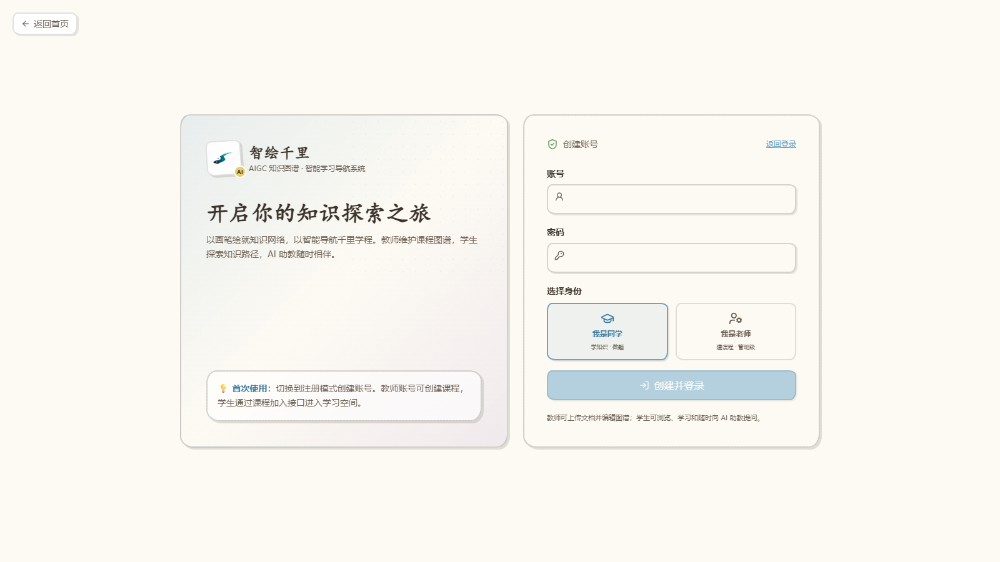 返回首页
智绘千里
AI
AIGC 知识图谱 · 智能学习导航系统
开启你的知识探索之旅
以画笔绘就知识网络，以智能导航千里学程。教师维护课程图谱，学生
探索知识路径，AI 助教随时相伴。
首次使用：切换到注册模式创建账号。教师账号可创建课程，
学生通过课程加入接口进入学习空间。
创建账号
返回登录
账号
密码
选择身份
我是同学
学知识 · 做题
我是老师
建课程 · 管班级
创建并登录
教师可上传文档并编辑图谱；学生可浏览、学习和随时向 AI 助教提问。